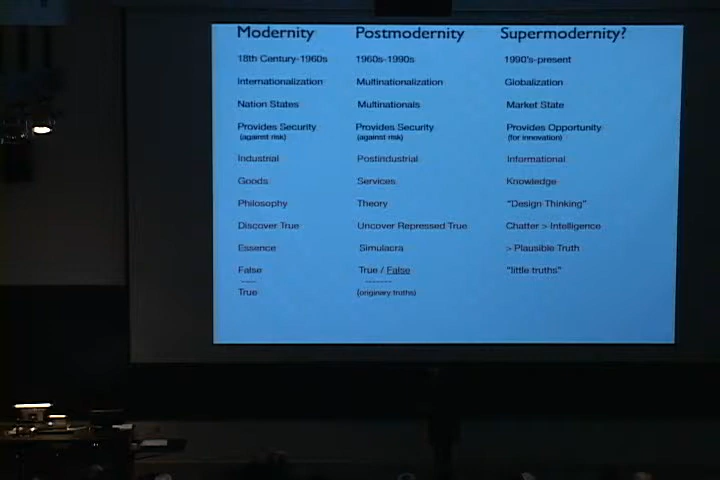 Modernity Postmodernity Supermodernity?
18th Century-1960s 1960s-1990s 1990's-present
Internationalization Multinationalization Globalization
Nation States Multinationals Market State
Provides Security Provides Security Provides Opportunity
(against risk) (against risk) (for innovation)
Industrial Postindustrial Informational
Goods Services Knowledge
Philosophy Theory "Design Thinking"
Discover True Uncover Repressed True Chatter > Intelligence
Essence Simulacra > Plausible Truth
False True / False "little truths"
---- -------
True (originary truths)